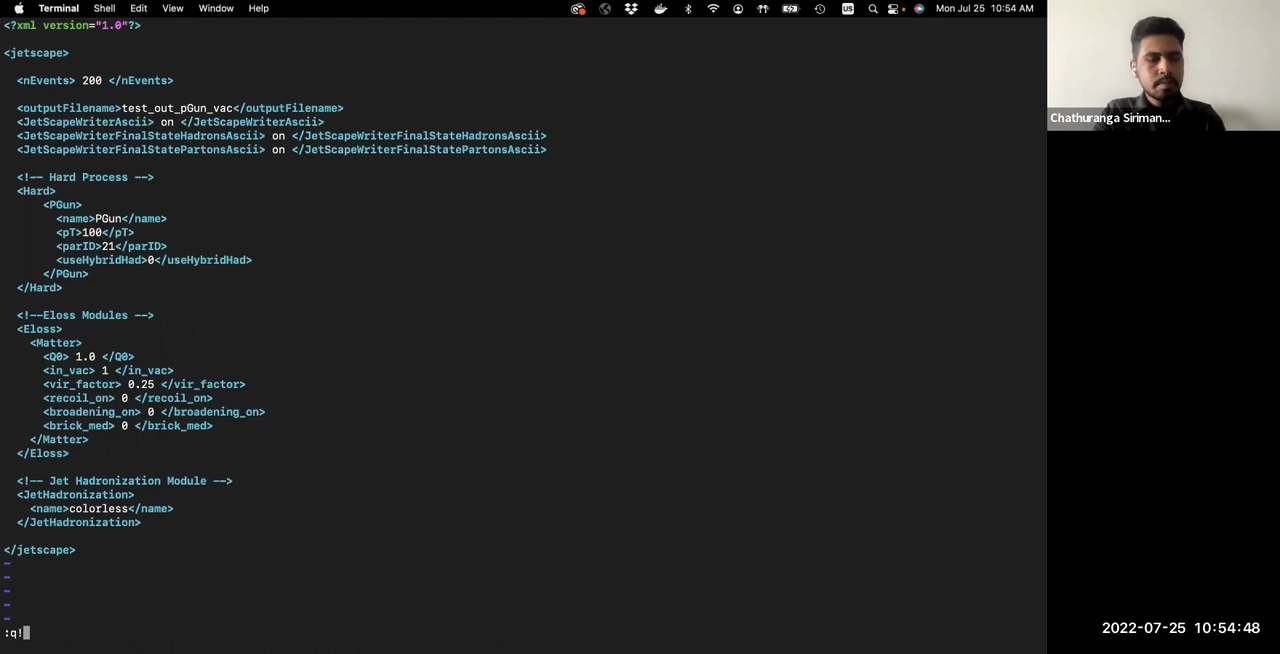 Terminal Shell Edit View Window Help US Mon Jul 25 10:54 AM
<?xml version="1.0"?>
<jetscape>
<nEvents> 200 </nEvents>
<outputFilename>test_out_pGun_vac</outputFilename>
<JetScapeWriterAscii> on </JetScapeWriterAscii>
<JetScapeWriterFinalStateHadronsAscii> on </JetScapeWriterFinalStateHadronsAscii>
<JetScapeWriterFinalStatePartonsAscii> on </JetScapeWriterFinalStatePartonsAscii>
<!-- Hard Process -->
<Hard>
<PGun>
<name>PGun</name>
<pT>100</pT>
<parID>21</parID>
<useHybridHad>0</useHybridHad>
</PGun>
</Hard>
<!--Eloss Modules -->
<Eloss>
<Matter>
<Q0> 1.0 </Q0>
<in_vac> 1 </in_vac>
<vir_factor> 0.25 </vir_factor>
<recoil_on> 0 </recoil_on>
<broadening_on> 0 </broadening_on>
<brick_med> 0 </brick_med>
</Matter>
</Eloss>
<!-- Jet Hadronization Module -->
<JetHadronization>
<name>colorless</name>
</JetHadronization>
</jetscape>
~
~
~
~
~
:q!
Chathuranga Siriman...
2022-07-25 10:54:48